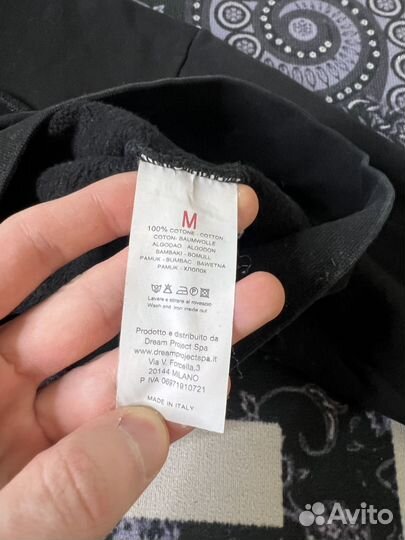 M
100% COTONE - COTTON
COTON - BAUMWOLLE
ALGODAO - ALGODON
SAMBAKI - BOMULL
PAMUK - BUMBAC BAWETNA
PAMUK - ХЛОПОК
Lavare e stirare al rovescio
Wash and iron inside out
Prodotto e distribuito da
Dream Project Spa
www.dreamprojectspa.it
Via V. Forcella, 3
20144 MILANO
P. IVA 06971910721
MADE IN ITALY
Avito